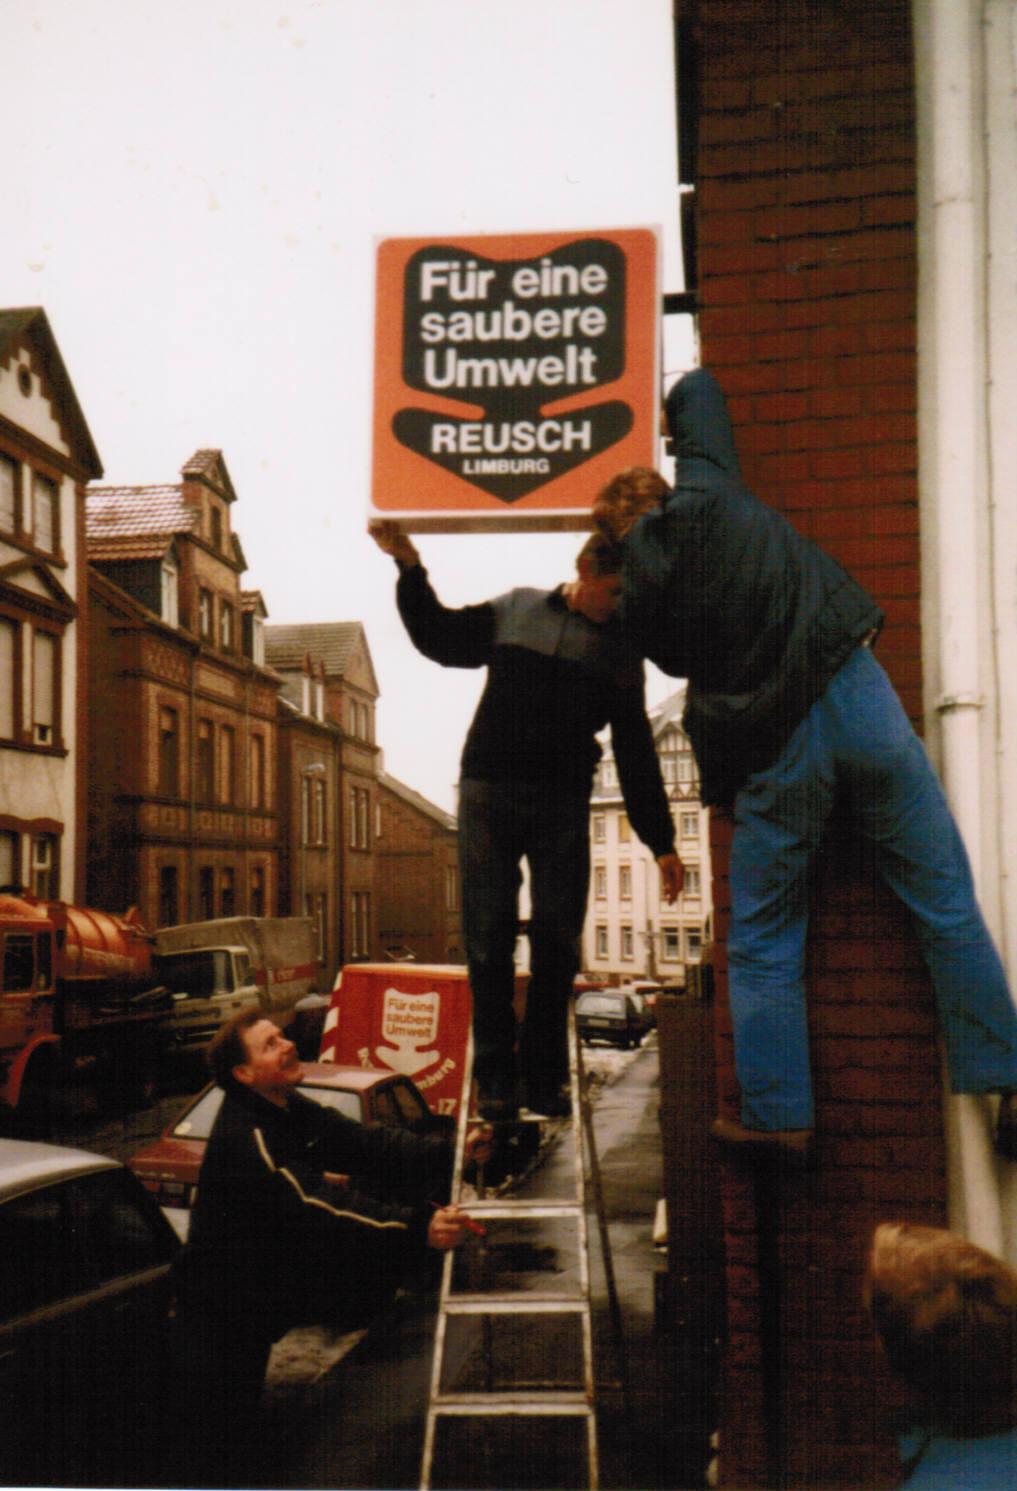 Für eine
saubere
Umwelt
REUSCH
LIMBURG
Für eine
saubere
Umwelt